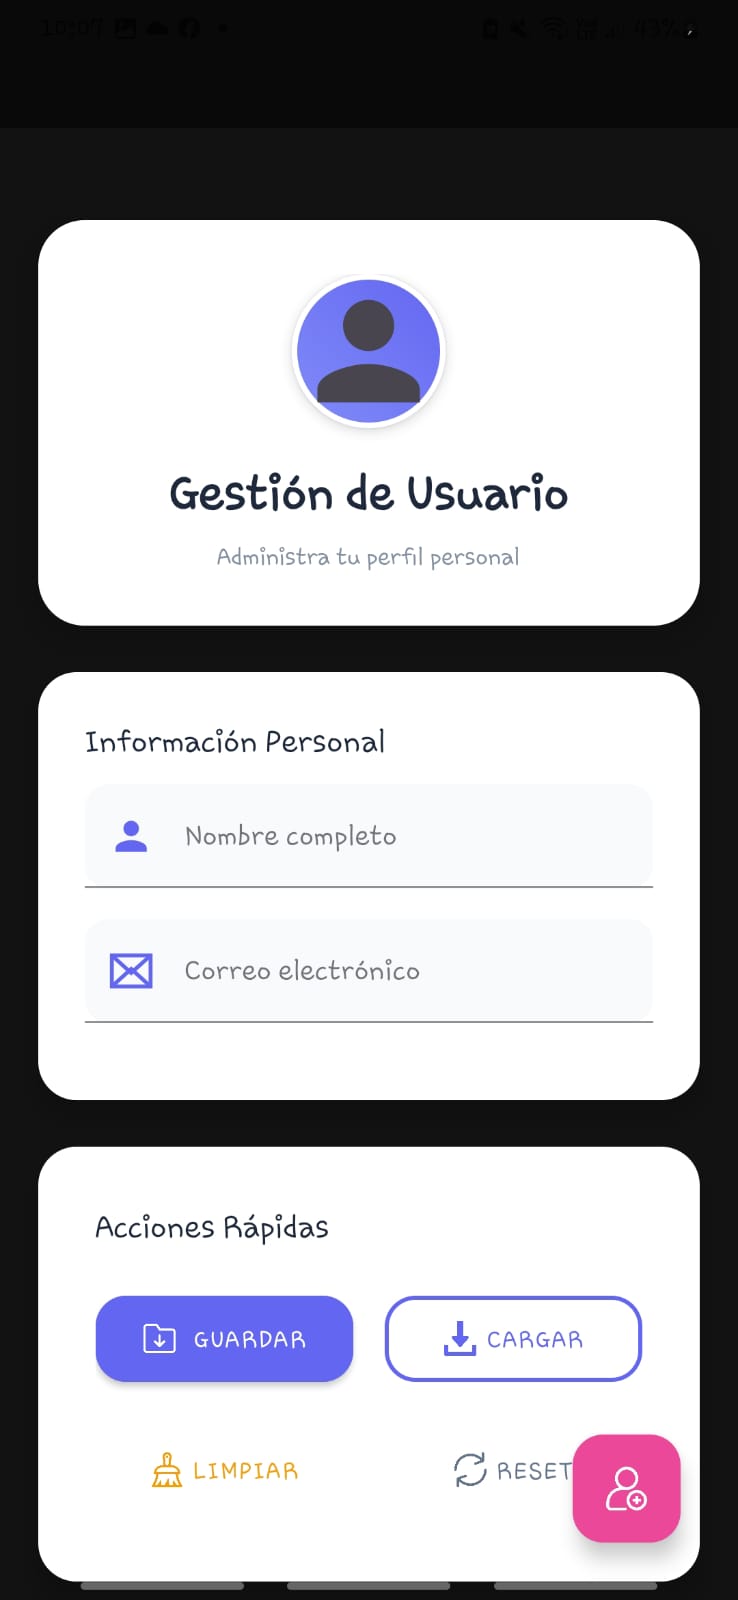 10:07
43%
Gestión de Usuario
Administra tu perfil personal
Información Personal
Nombre completo
Correo electrónico
Acciones Rápidas
GUARDAR
CARGAR
LIMPIAR
RESET